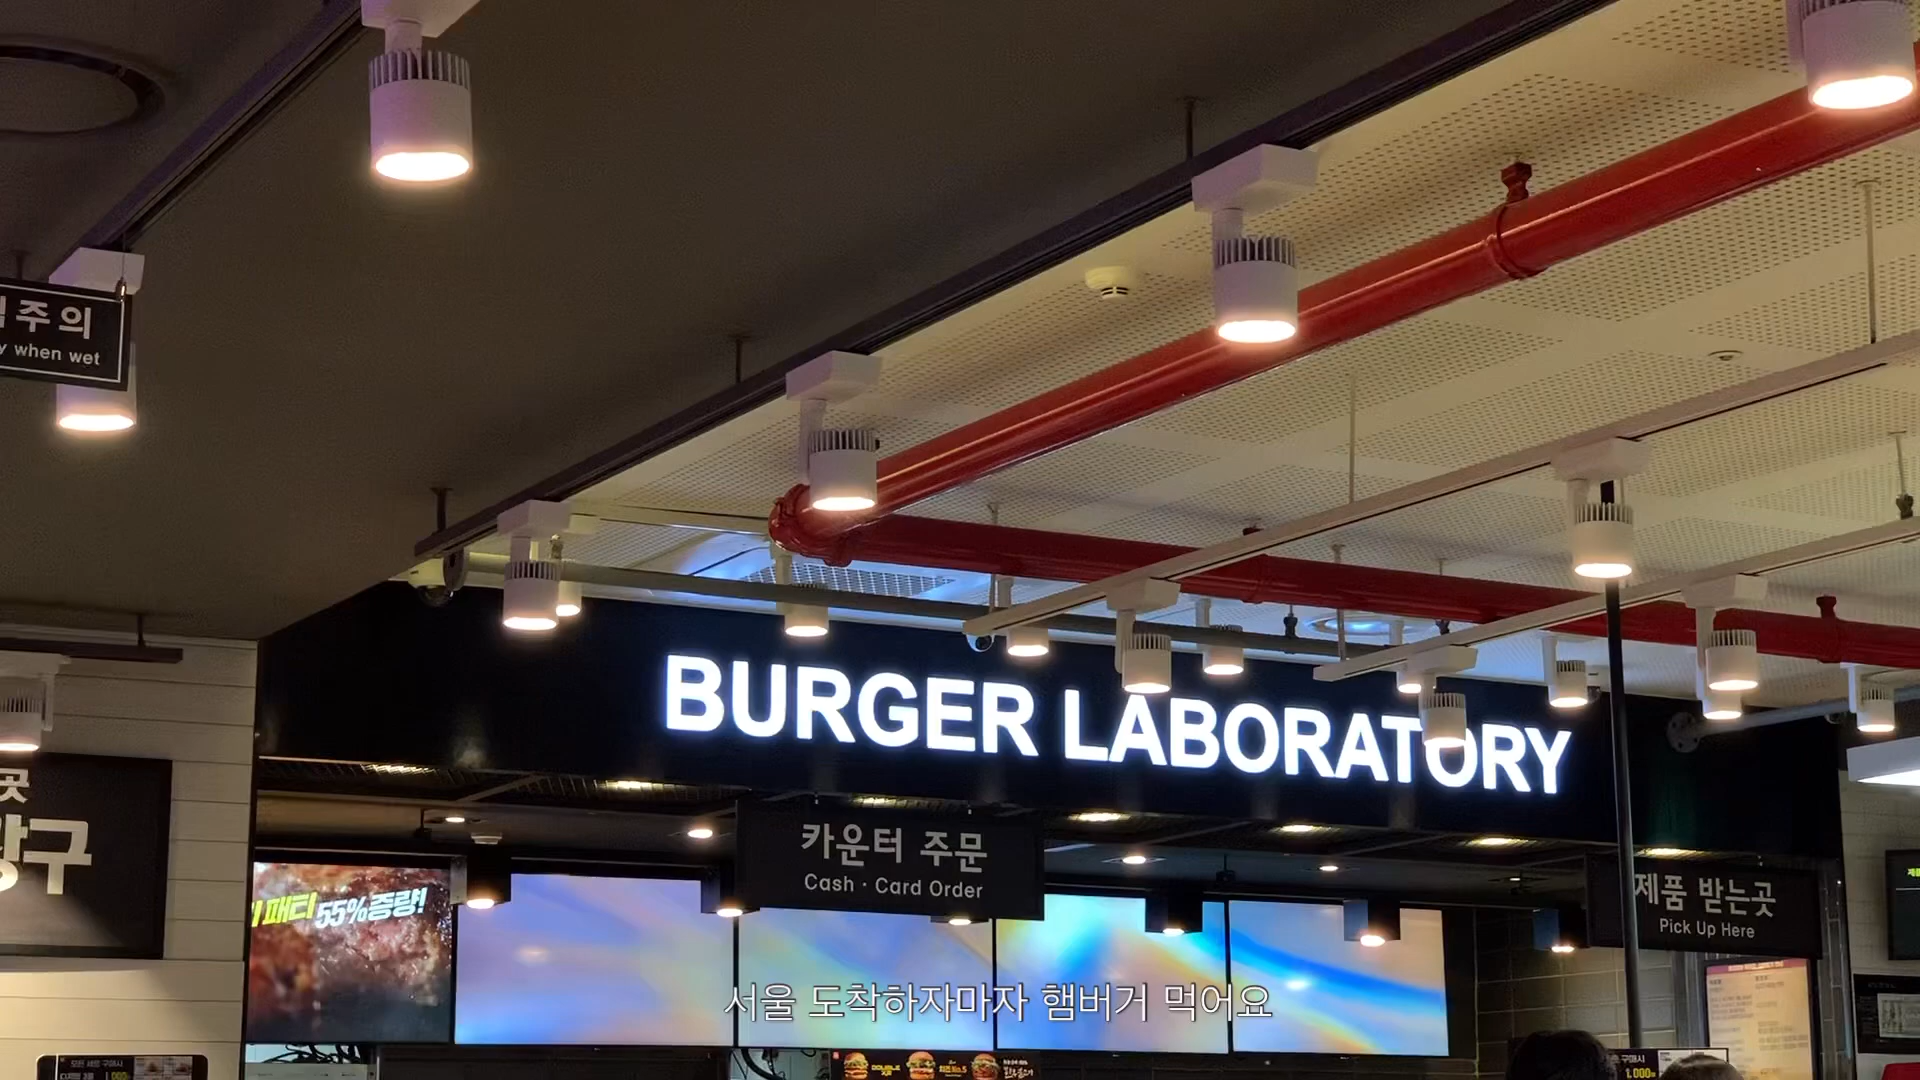 주의
when wet
BURGER LABORATORY
카운터 주문
Cash · Card Order
제품 받는곳
Pick Up Here
패티 55%증량!
서울 도착하자마자 햄버거 먹어요